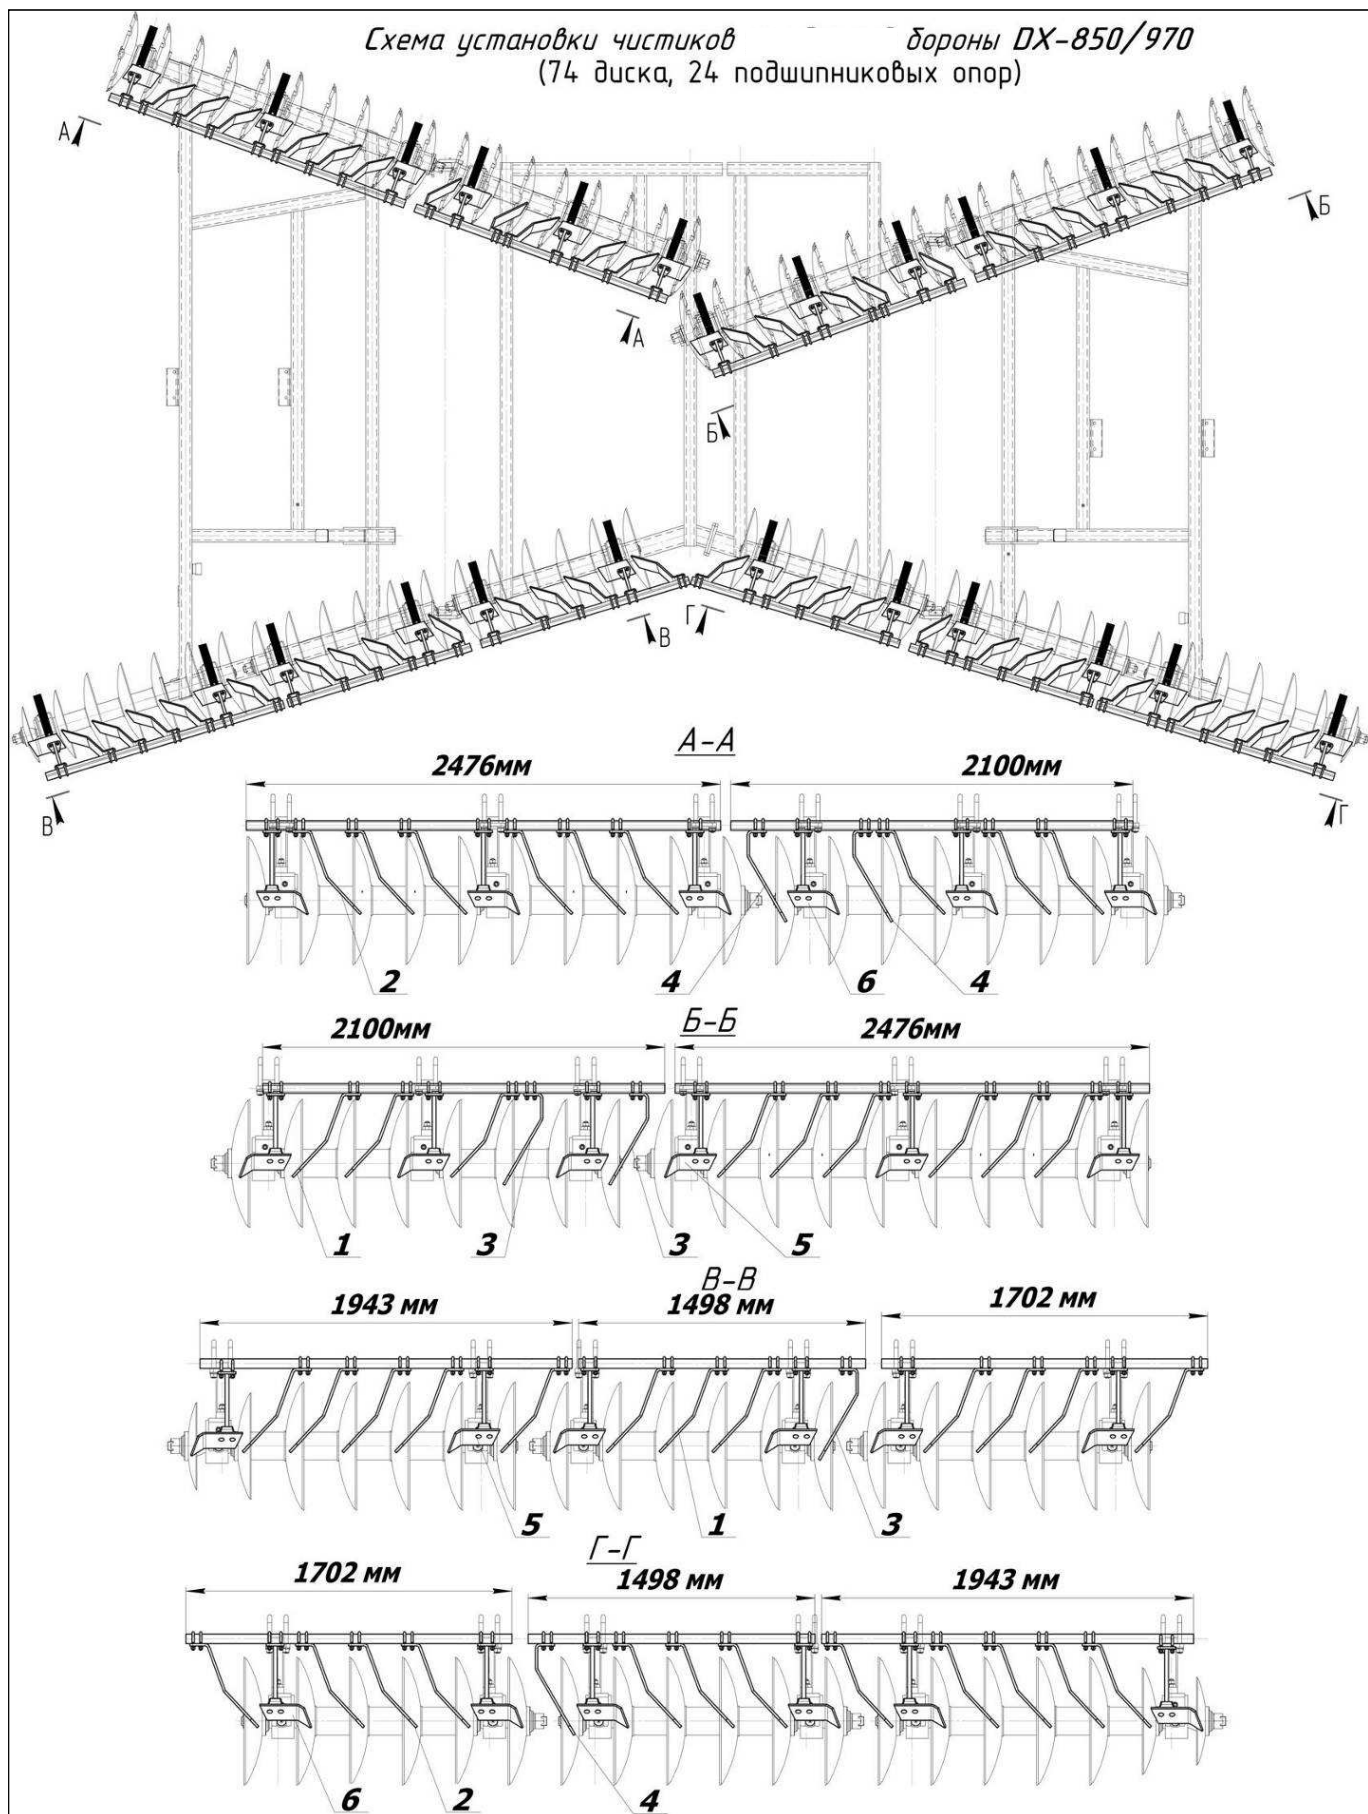 Схема установки чистиков бороны DX-850/970
(74 диска, 24 подшипниковых опор)
А
Б
А
Б
В
Г
В
Г
А-А
2476мм
2100мм
2
4
6
4
Б-Б
2100мм
2476мм
1
3
3
5
В-В
1943 мм
1498 мм
1702 мм
5
1
3
Г-Г
1702 мм
1498 мм
1943 мм
6
2
4